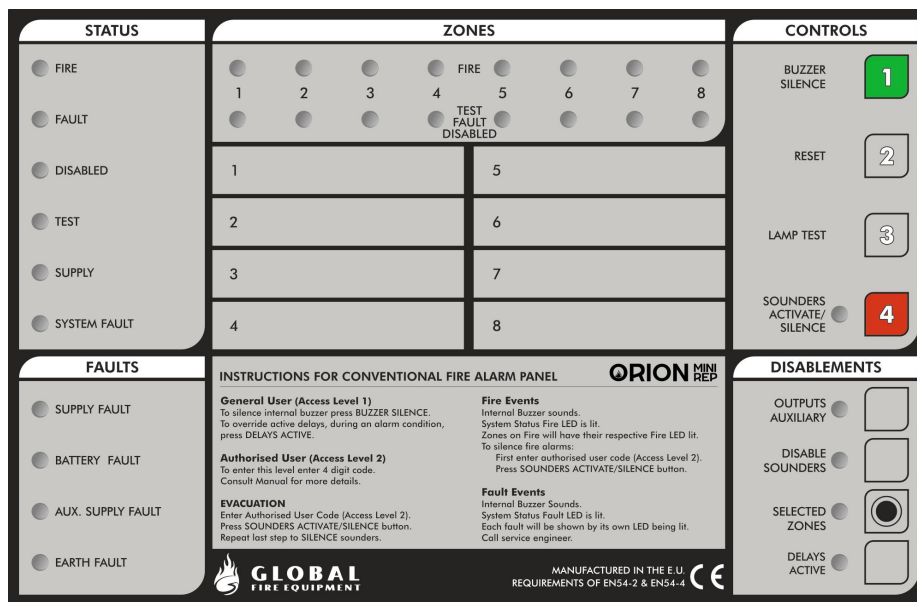 STATUS
FIRE
FAULT
DISABLED
TEST
SUPPLY
SYSTEM FAULT
ZONES
FIRE
1 2 3 4 5 6 7 8
TEST
FAULT
DISABLED
1
2
3
4
5
6
7
8
CONTROLS
BUZZER
SILENCE
1
RESET
2
LAMP TEST
3
SOUNDERS
ACTIVATE/
SILENCE
4
FAULTS
SUPPLY FAULT
BATTERY FAULT
AUX. SUPPLY FAULT
EARTH FAULT
INSTRUCTIONS FOR CONVENTIONAL FIRE ALARM PANEL
ORION MINI
REP
General User (Access Level 1)
To silence internal buzzer press BUZZER SILENCE.
To override active delays, during an alarm condition,
press DELAYS ACTIVE.
Authorised User (Access Level 2)
To enter this level enter 4 digit code.
Consult Manual for more details.
EVACUATION
Enter Authorised User Code (Access Level 2).
Press SOUNDERS ACTIVATE/SILENCE button.
Repeat last step to SILENCE sounders.
Fire Events
Internal Buzzer sounds.
System Status Fire LED is lit.
Zones on Fire will have their respective Fire LED lit.
To silence fire alarms:
First enter authorised user code (Access Level 2).
Press SOUNDERS ACTIVATE/SILENCE button.
Fault Events
Internal Buzzer Sounds.
System Status Fault LED is lit.
Each fault will be shown by its own LED being lit.
Call service engineer.
GLOBAL
FIRE EQUIPMENT
MANUFACTURED IN THE E.U.
REQUIREMENTS OF EN54-2 & EN54-4
CE
DISABLEMENTS
OUTPUTS
AUXILIARY
DISABLE
SOUNDERS
SELECTED
ZONES
DELAYS
ACTIVE